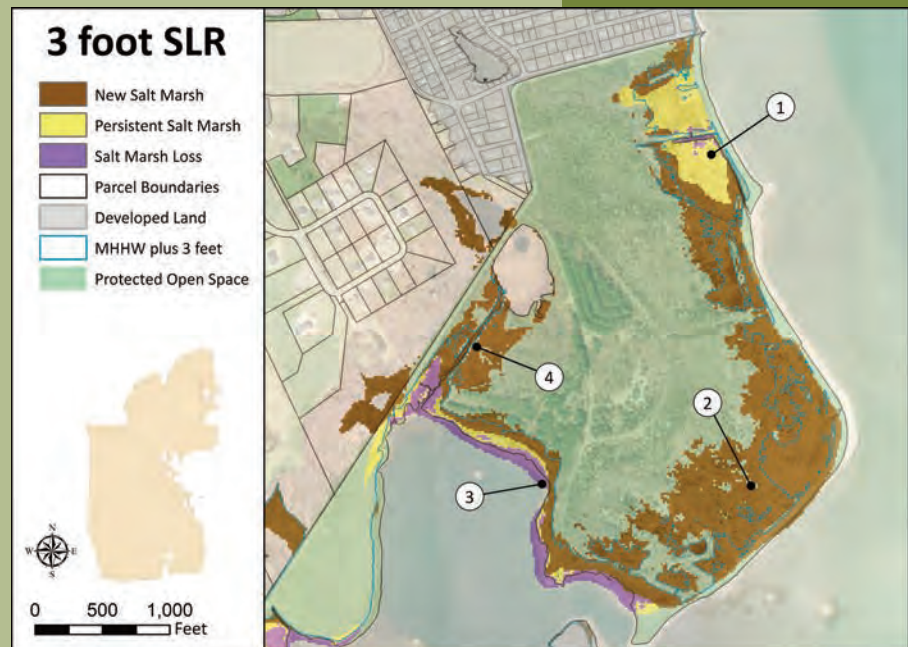 3 foot SLR
New Salt Marsh
Persistent Salt Marsh
Salt Marsh Loss
Parcel Boundaries
Developed Land
MHHW plus 3 feet
Protected Open Space
N
W E
S
0 500 1,000
Feet
1
2
3
4